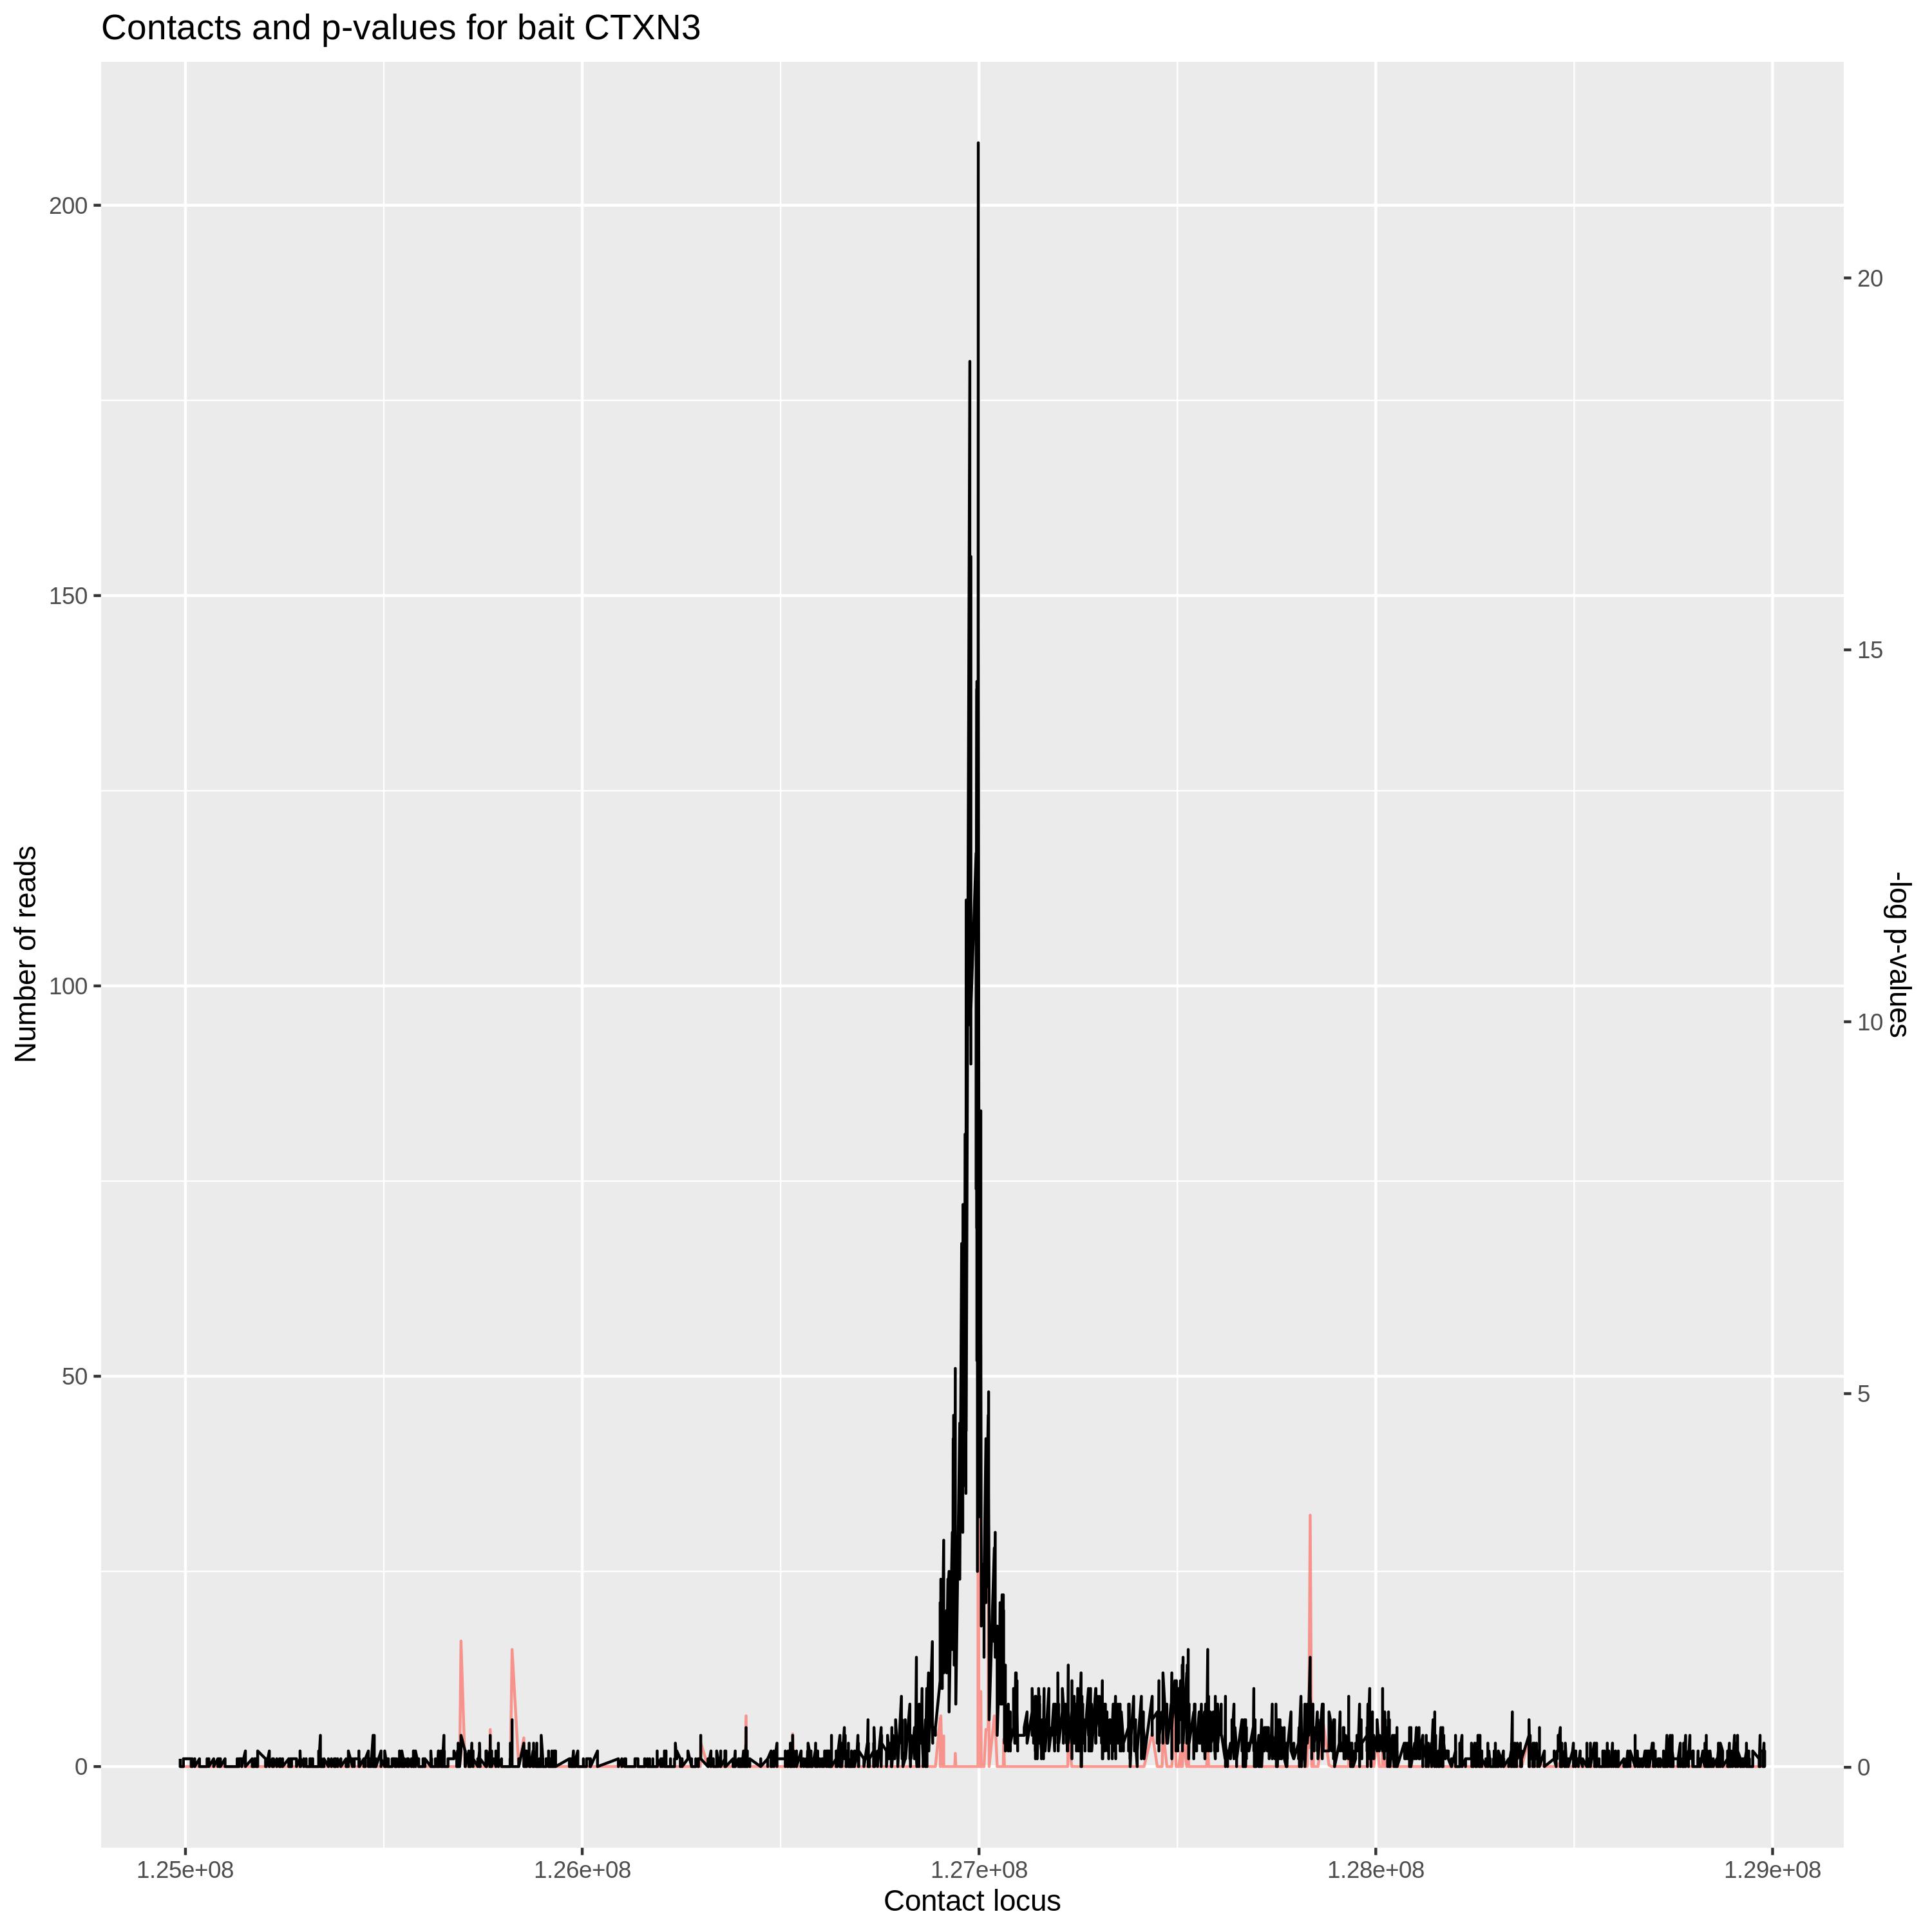 Contacts and p-values for bait CTXN3
200
150
100
50
0
Number of reads
20
15
10
5
0
-log p-values
1.25e+08
1.26e+08
1.27e+08
1.28e+08
1.29e+08
Contact locus